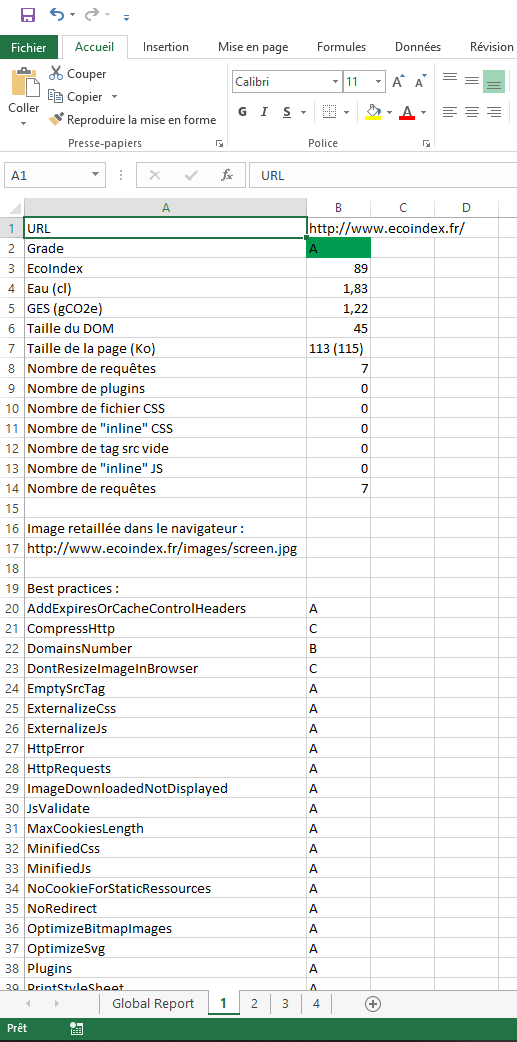 Fichier Accueil Insertion Mise en page Formules Données Révision
Coller
Couper
Copier
Reproduire la mise en forme
Presse-papiers
Calibri 11
G I S
Police
A1 URL
A B C D
1 URL http://www.ecoindex.fr/
2 Grade A
3 EcoIndex 89
4 Eau (cl) 1,83
5 GES (gCO2e) 1,22
6 Taille du DOM 45
7 Taille de la page (Ko) 113 (115)
8 Nombre de requêtes 7
9 Nombre de plugins 0
10 Nombre de fichier CSS 0
11 Nombre de "inline" CSS 0
12 Nombre de tag src vide 0
13 Nombre de "inline" JS 0
14 Nombre de requêtes 7
15
16 Image retaillée dans le navigateur :
17 http://www.ecoindex.fr/images/screen.jpg
18
19 Best practices :
20 AddExpiresOrCacheControlHeaders A
21 CompressHttp C
22 DomainsNumber B
23 DontResizeImageInBrowser C
24 EmptySrcTag A
25 ExternalizeCss A
26 ExternalizeJs A
27 HttpError A
28 HttpRequests A
29 ImageDownloadedNotDisplayed A
30 JsValidate A
31 MaxCookiesLength A
32 MinifiedCss A
33 MinifiedJs A
34 NoCookieForStaticRessources A
35 NoRedirect A
36 OptimizeBitmapImages A
37 OptimizeSvg A
38 Plugins A
39 PrintStyleSheet A
Global Report 1 2 3 4
Prêt